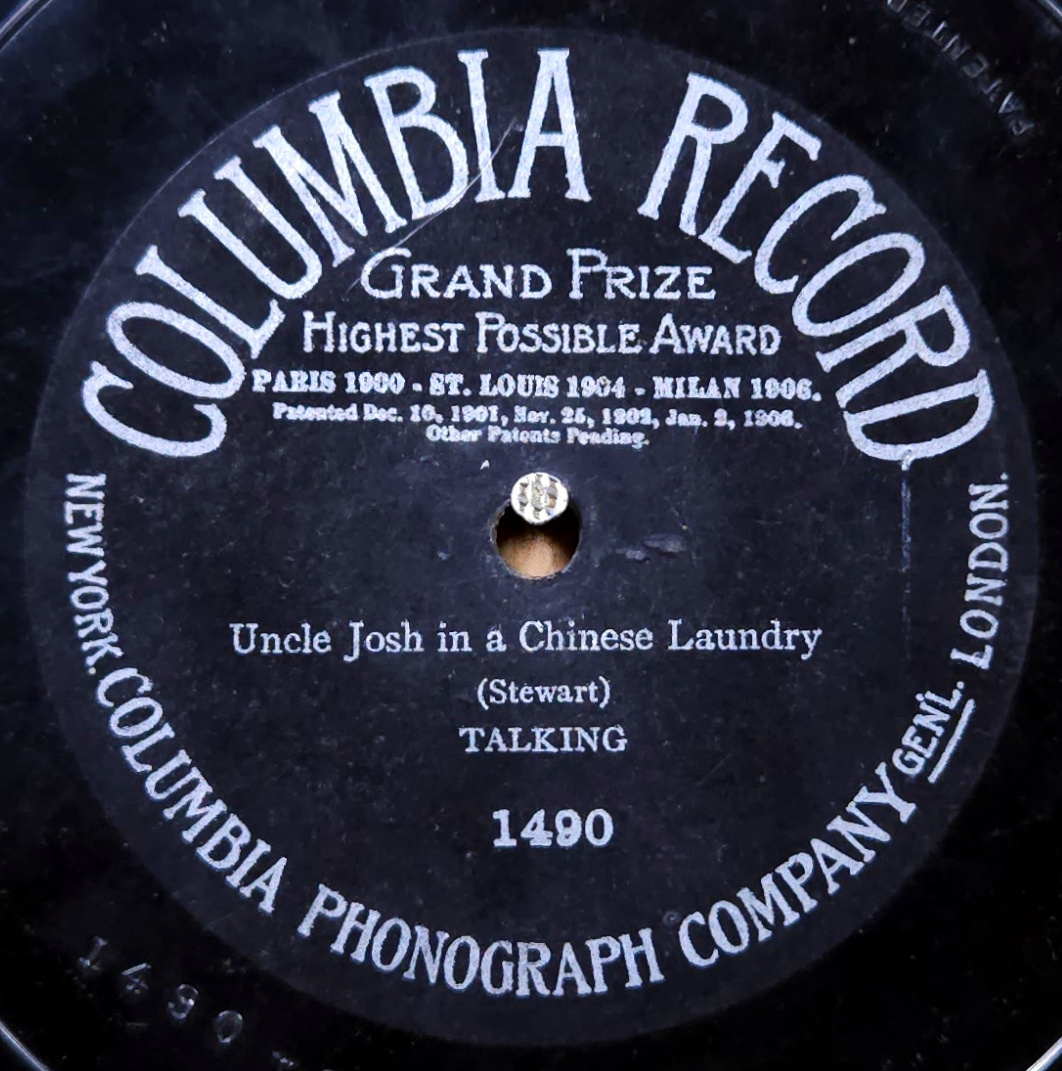 COLUMBIA RECORD
GRAND PRIZE
HIGHEST POSSIBLE AWARD
PARIS 1900 - ST. LOUIS 1904 - MILAN 1906.
Patented Dec. 10, 1901, Nov. 25, 1902, Jan. 2, 1906.
Other Patents Pending.
Uncle Josh in a Chinese Laundry
(Stewart)
TALKING
1490
NEW YORK. COLUMBIA PHONOGRAPH COMPANY GENL. LONDON.
1490
PATENTED